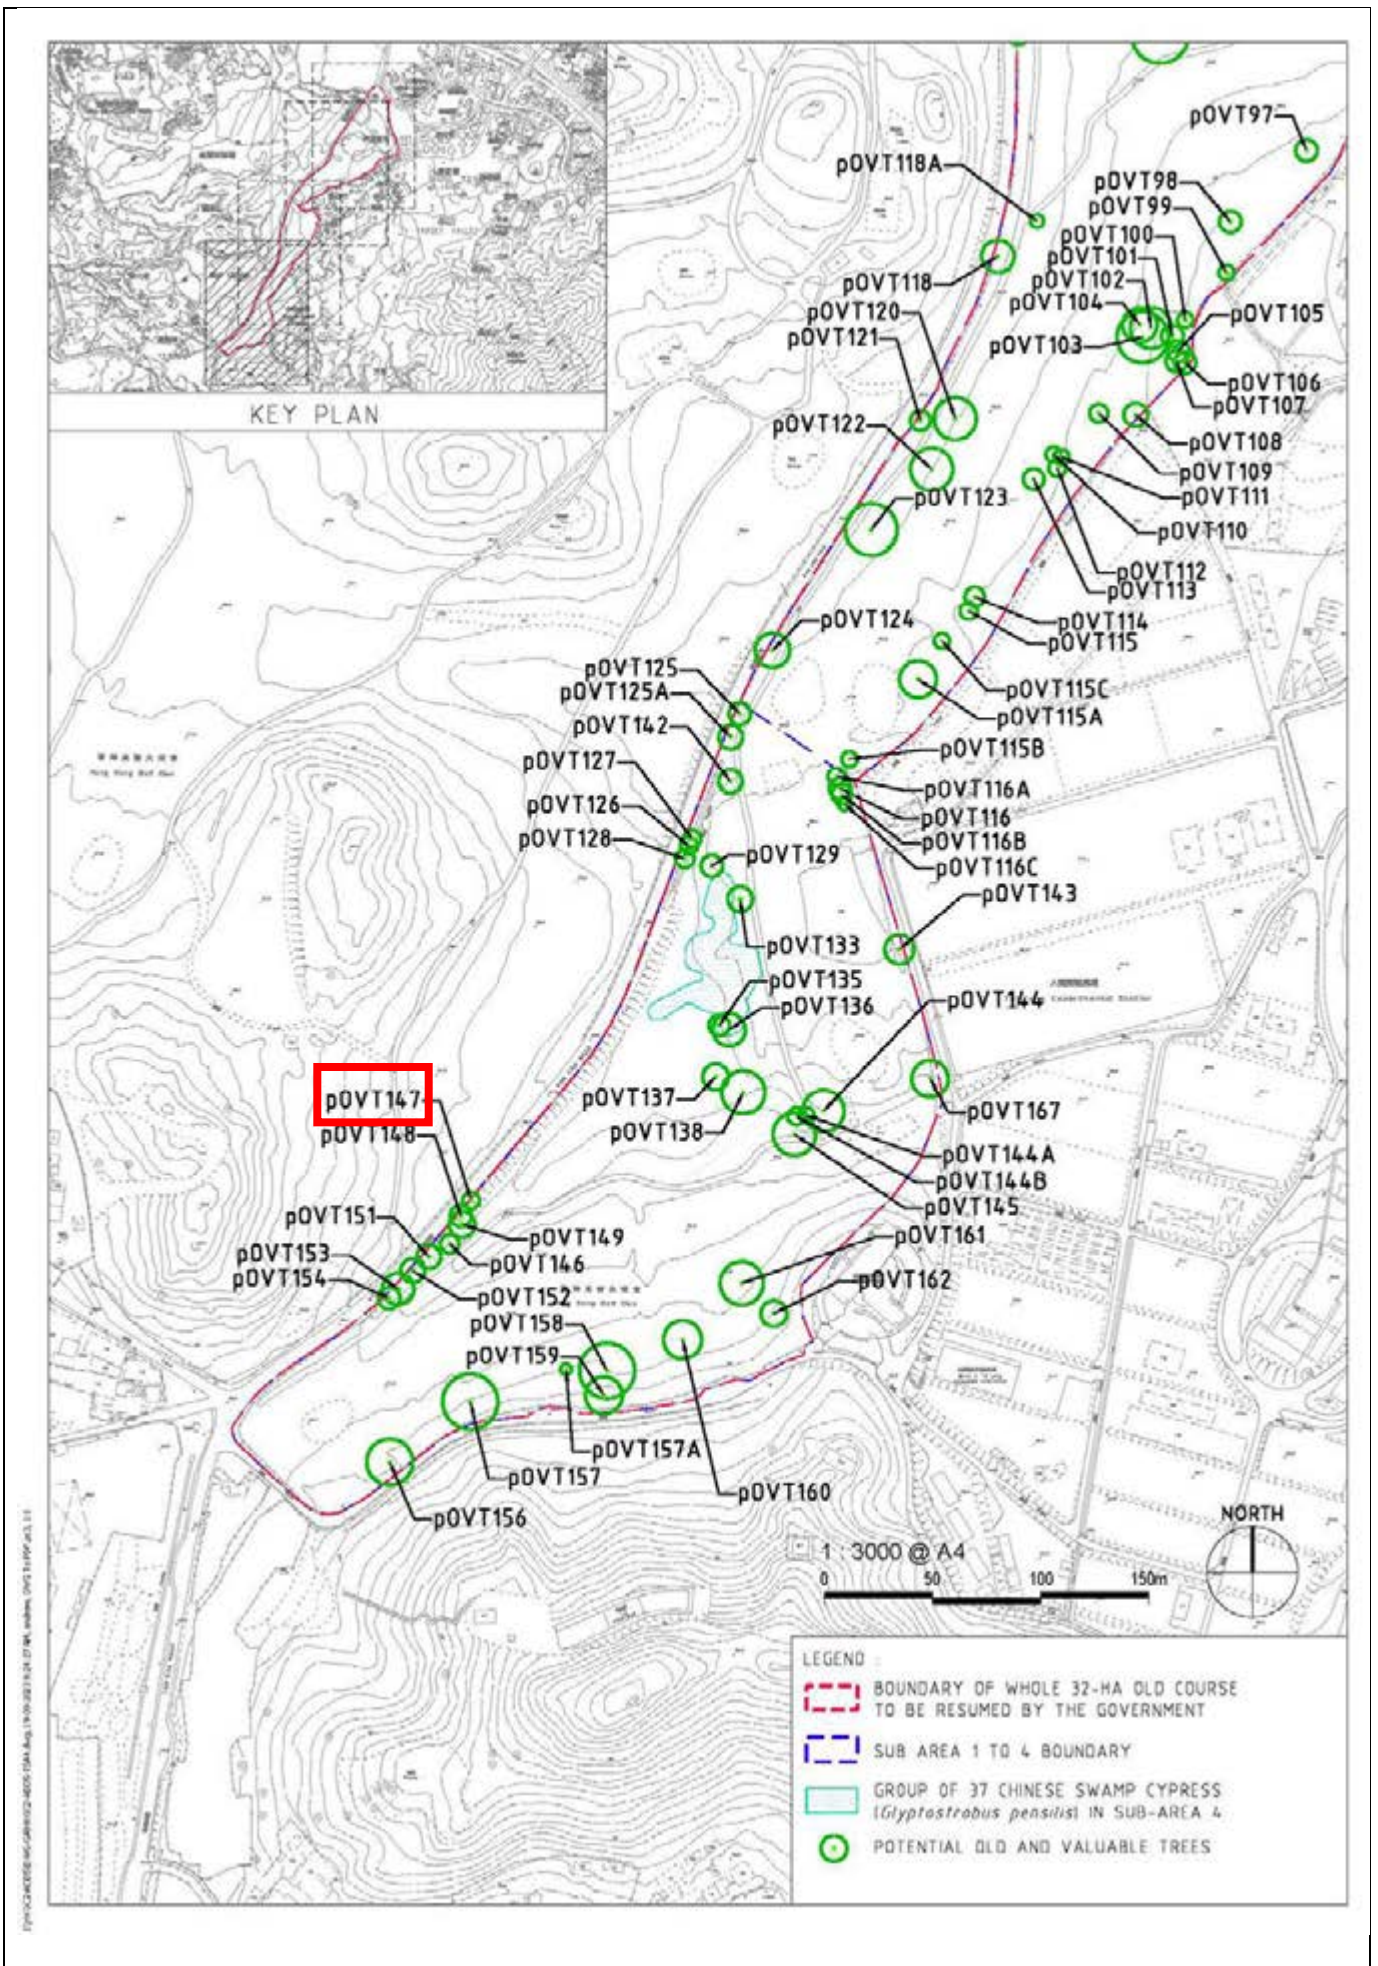 KEY PLAN
pOVT97
pOVT118A
pOVT98
pOVT99
pOVT100
pOVT101
pOVT102
pOVT104
pOVT118
pOVT120
pOVT105
pOVT121
pOVT103
pOVT106
pOVT107
pOVT122
pOVT108
pOVT109
pOVT123
pOVT111
pOVT110
pOVT112
pOVT113
pOVT124
pOVT114
pOVT115
pOVT125
pOVT125A
pOVT115C
pOVT115A
pOVT142
pOVT115B
pOVT127
pOVT116A
pOVT126
pOVT116
pOVT128
pOVT116B
pOVT129
pOVT116C
pOVT143
pOVT133
pOVT135
pOVT136
pOVT144
Experimental Station
pOVT147
pOVT137
pOVT167
pOVT138
pOVT148
pOVT144A
pOVT144B
pOVT145
pOVT151
pOVT149
pOVT161
pOVT153
pOVT146
pOVT154
pOVT162
pOVT152
pOVT158
pOVT159
pOVT157A
pOVT157
pOVT160
pOVT156
NORTH
1 : 3000 @ A4
0 50 100 150m
LEGEND :
BOUNDARY OF WHOLE 32-HA OLD COURSE
TO BE RESUMED BY THE GOVERNMENT
SUB AREA 1 TO 4 BOUNDARY
GROUP OF 37 CHINESE SWAMP CYPRESS
(Glyptostrobus pensilis) IN SUB-AREA 4
POTENTIAL OLD AND VALUABLE TREES